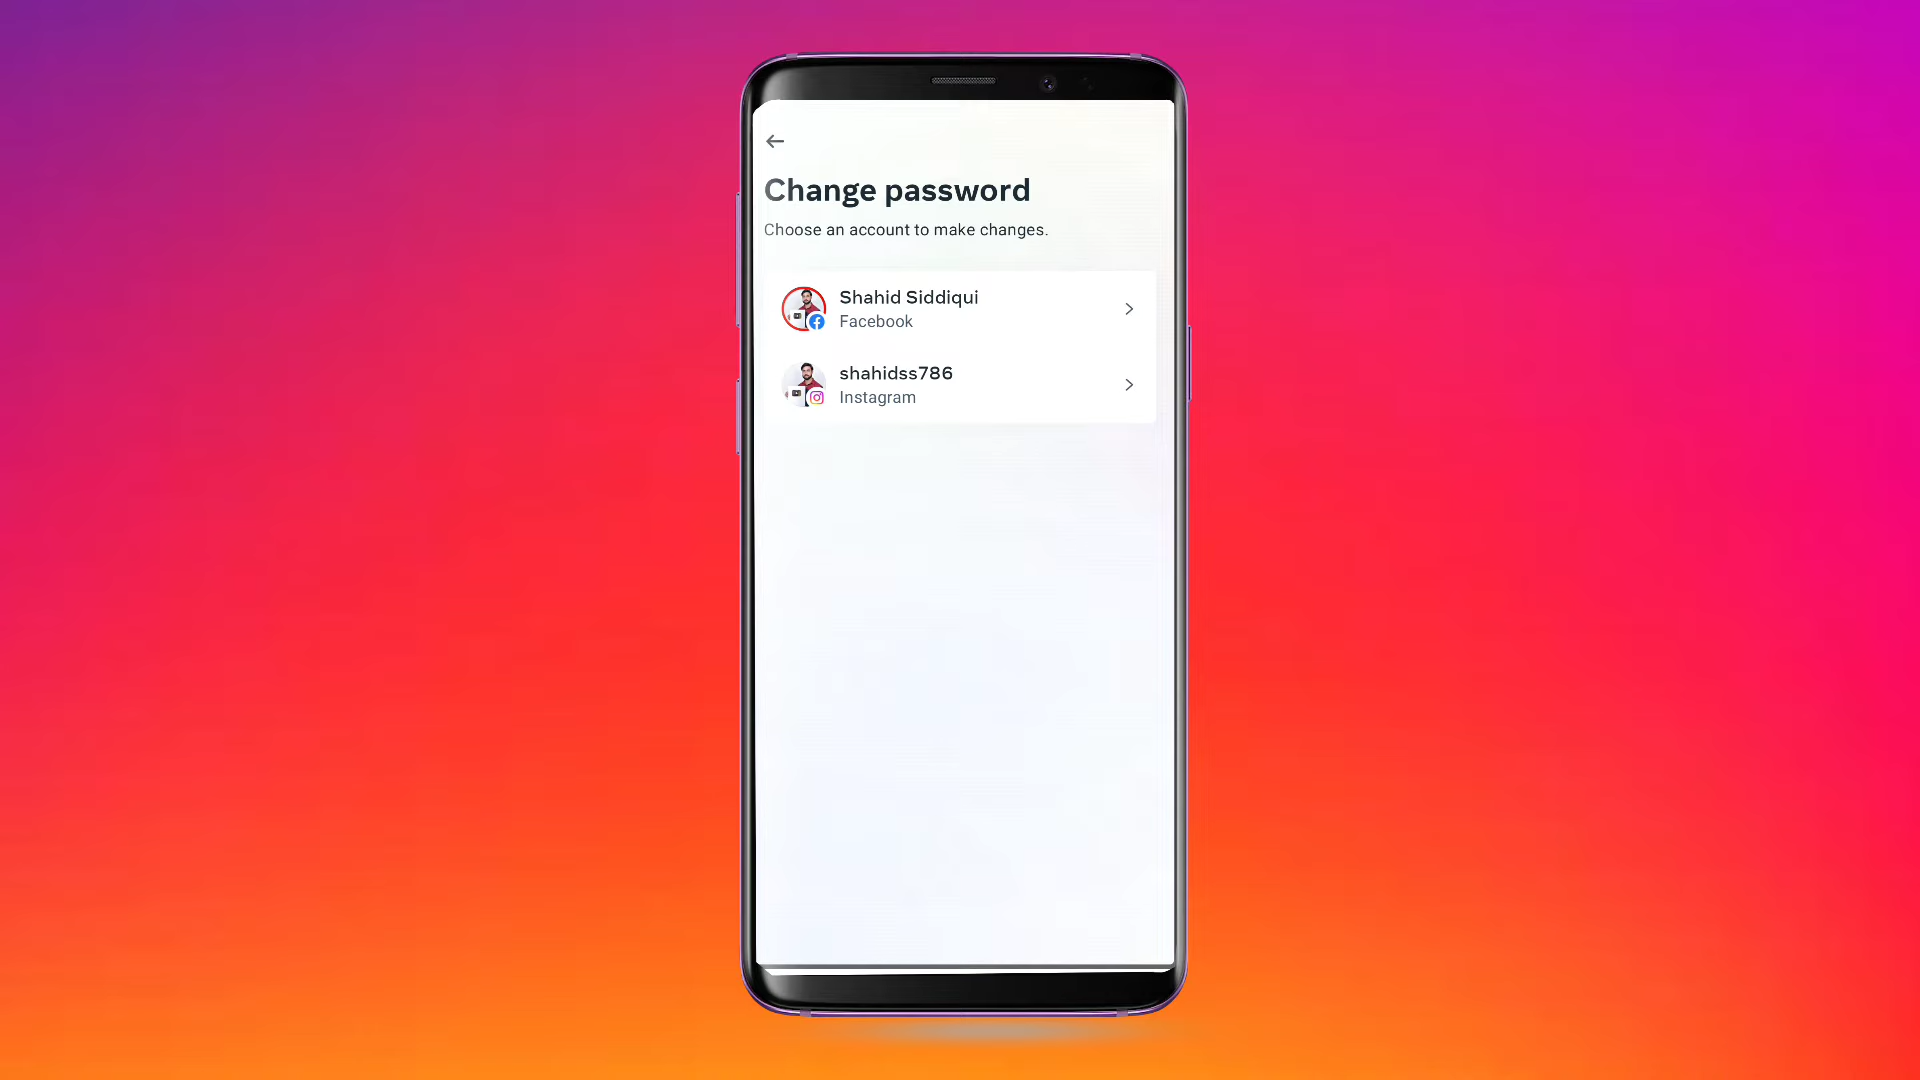 Change password
Choose an account to make changes.
Shahid Siddiqui
Facebook
shahidss786
Instagram